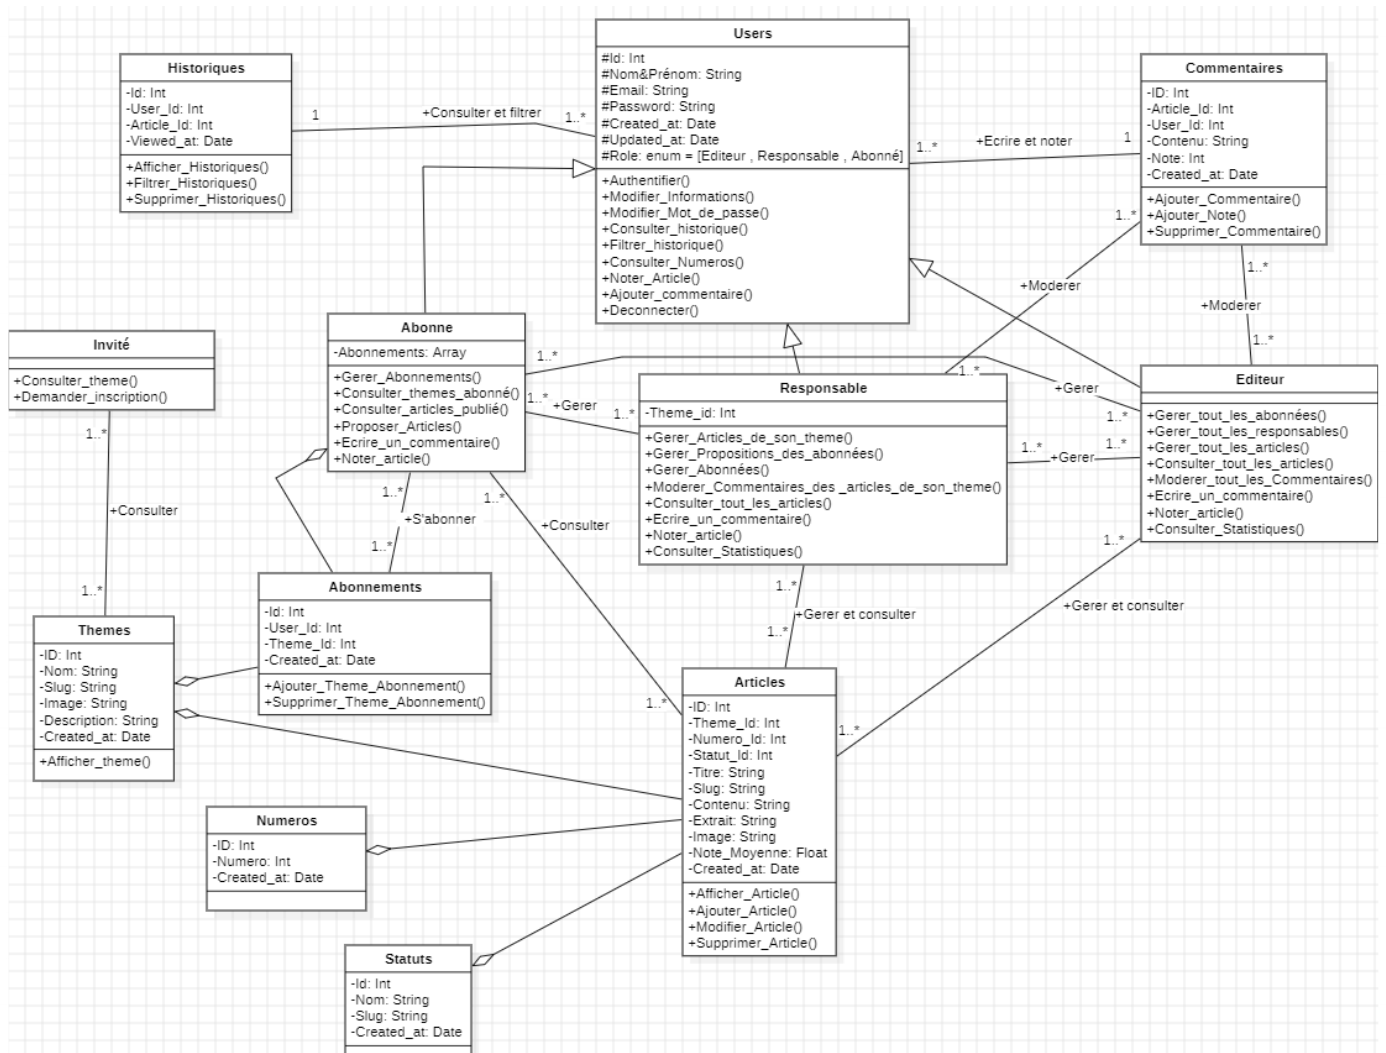 Users
#Id: Int
#Nom&Prénom: String
#Email: String
#Password: String
#Created_at: Date
#Updated_at: Date
#Role: enum = [Editeur , Responsable , Abonné]
+Authentifier()
+Modifier_Informations()
+Modifier_Mot_de_passe()
+Consulter_historique()
+Filtrer_historique()
+Consulter_Numeros()
+Noter_Article()
+Ajouter_commentaire()
+Deconnecter()
Historiques
-Id: Int
-User_Id: Int
-Article_Id: Int
-Viewed_at: Date
+Afficher_Historiques()
+Filtrer_Historiques()
+Supprimer_Historiques()
1
+Consulter et filtrer
1..*
Commentaires
-ID: Int
-Article_Id: Int
-User_Id: Int
-Contenu: String
-Note: Int
-Created_at: Date
+Ajouter_Commentaire()
+Ajouter_Note()
+Supprimer_Commentaire()
1..*
+Ecrire et noter
1
1..*
+Moderer
1..*
1..*
+Moderer
1..*
Invité
+Consulter_theme()
+Demander_inscription()
1..*
+Consulter
1..*
Abonne
-Abonnements: Array
+Gerer_Abonnements()
+Consulter_themes_abonné()
+Consulter_articles_publié()
+Proposer_Articles()
+Ecrire_un_commentaire()
+Noter_article()
1..*
+Gerer
1..*
1..*
+Gerer
1..*
Responsable
-Theme_id: Int
+Gerer_Articles_de_son_theme()
+Gerer_Propositions_des_abonnées()
+Gerer_Abonnées()
+Moderer_Commentaires_des _articles_de_son_theme()
+Consulter_tout_les_articles()
+Ecrire_un_commentaire()
+Noter_article()
+Consulter_Statistiques()
1..*
+Gerer
1..*
Editeur
+Gerer_tout_les_abonnées()
+Gerer_tout_les_responsables()
+Gerer_tout_les_articles()
+Consulter_tout_les_articles()
+Moderer_tout_les_Commentaires()
+Ecrire_un_commentaire()
+Noter_article()
+Consulter_Statistiques()
1..*
+S'abonner
1..*
1..*
+Consulter
1..*
1..*
+Gerer et consulter
1..*
1..*
+Gerer et consulter
1..*
Abonnements
-Id: Int
-User_Id: Int
-Theme_Id: Int
-Created_at: Date
+Ajouter_Theme_Abonnement()
+Supprimer_Theme_Abonnement()
Themes
-ID: Int
-Nom: String
-Slug: String
-Image: String
-Description: String
-Created_at: Date
+Afficher_theme()
Articles
-ID: Int
-Theme_Id: Int
-Numero_Id: Int
-Statut_Id: Int
-Titre: String
-Slug: String
-Contenu: String
-Extrait: String
-Image: String
-Note_Moyenne: Float
-Created_at: Date
+Afficher_Article()
+Ajouter_Article()
+Modifier_Article()
+Supprimer_Article()
Numeros
-ID: Int
-Numero: Int
-Created_at: Date
Statuts
-Id: Int
-Nom: String
-Slug: String
-Created_at: Date